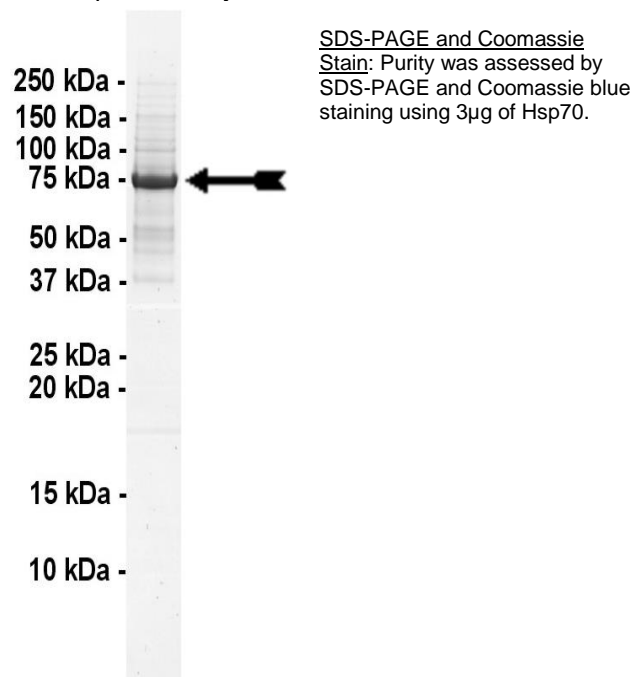 SDS-PAGE and Coomassie
Stain: Purity was assessed by
SDS-PAGE and Coomassie blue
staining using 3µg of Hsp70.
250 kDa -
150 kDa -
100 kDa -
75 kDa -
50 kDa -
37 kDa -
25 kDa -
20 kDa -
15 kDa -
10 kDa -